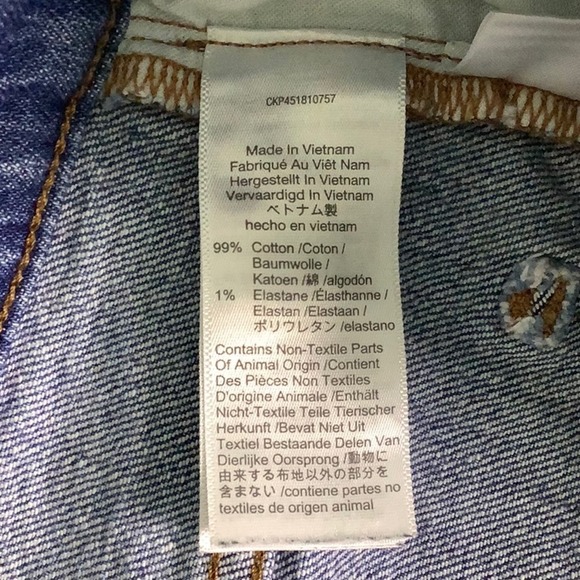 CKP451810757
Made In Vietnam
Fabriqué Au Viêt Nam
Hergestellt In Vietnam
Vervaardigd In Vietnam
ベトナム製
hecho en vietnam
99% Cotton /Coton /
Baumwolle /
Katoen /綿 /algodón
1% Elastane /Élasthanne /
Elastan /Elastaan /
ポリウレタン /elastano
Contains Non-Textile Parts
Of Animal Origin /Contient
Des Pièces Non Textiles
D'origine Animale /Enthält
Nicht-Textile Teile Tierischer
Herkunft /Bevat Niet Uit
Textiel Bestaande Delen Van
Dierlijke Oorsprong /動物に
由来する布地以外の部分を
含まない /contiene partes no
textiles de origen animal